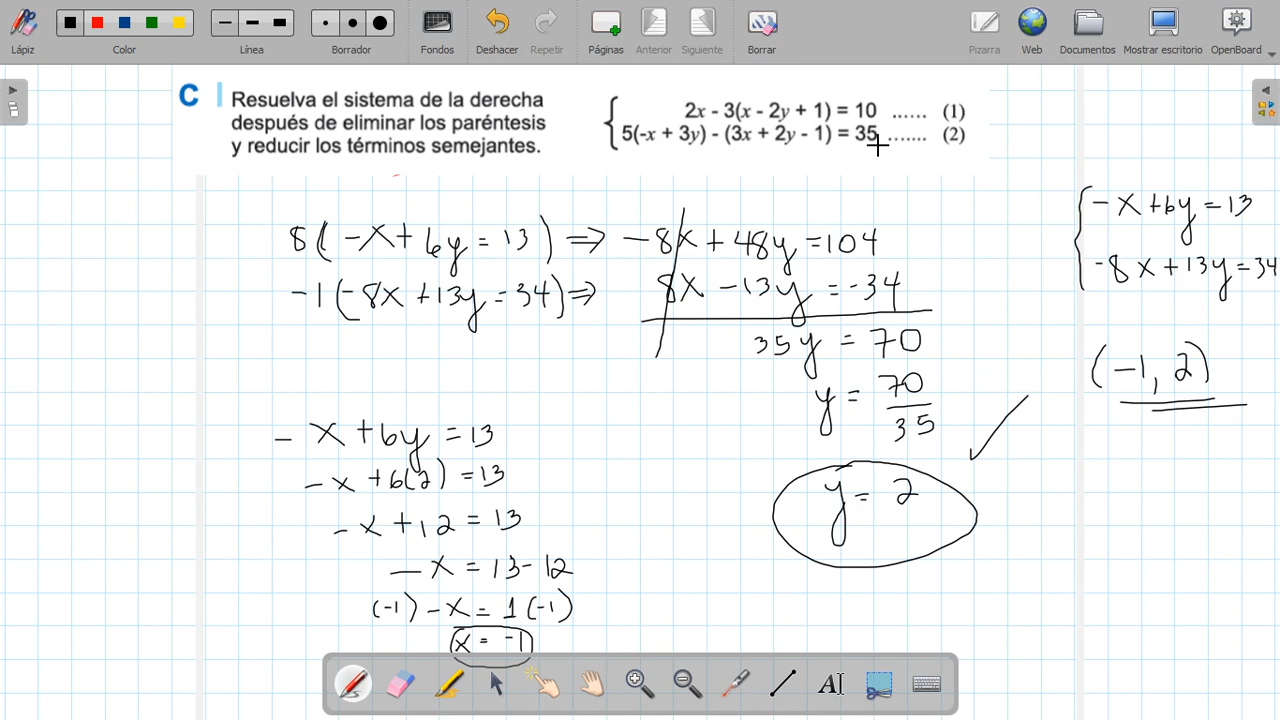 Lápiz Color Línea Borrador Fondos Deshacer Repetir Páginas Anterior Siguiente Borrar Pizarra Web Documentos Mostrar escritorio OpenBoard
C Resuelva el sistema de la derecha
después de eliminar los paréntesis
y reducir los términos semejantes.
2x - 3(x - 2y + 1) = 10 ...... (1)
5(-x + 3y) - (3x + 2y - 1) = 35 ....... (2)
8(-x + 6y = 13) ⇒ -8x + 48y = 104
-1(-8x + 13y = 34) ⇒ 8x - 13y = -34
35y = 70
y = 70/35
y = 2
- x + 6y = 13
- x + 6(2) = 13
- x + 12 = 13
- x = 13 - 12
(-1) - x = 1 (-1)
x = -1
- x + 6y = 13
-8x + 13y = 34
(-1, 2)
AI